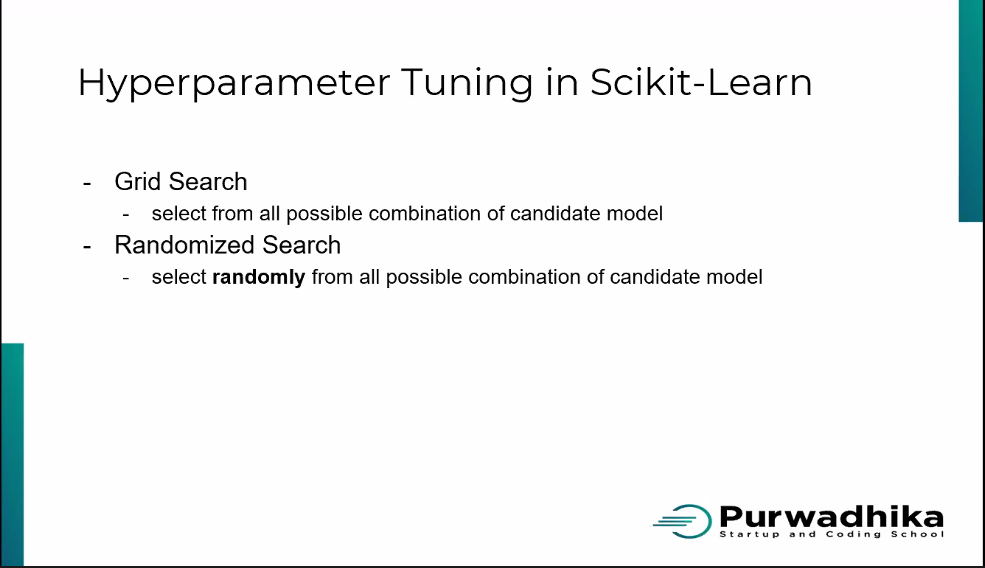 Hyperparameter Tuning in Scikit-Learn
- Grid Search
- select from all possible combination of candidate model
- Randomized Search
- select randomly from all possible combination of candidate model
Purwadhika
Startup and Coding School